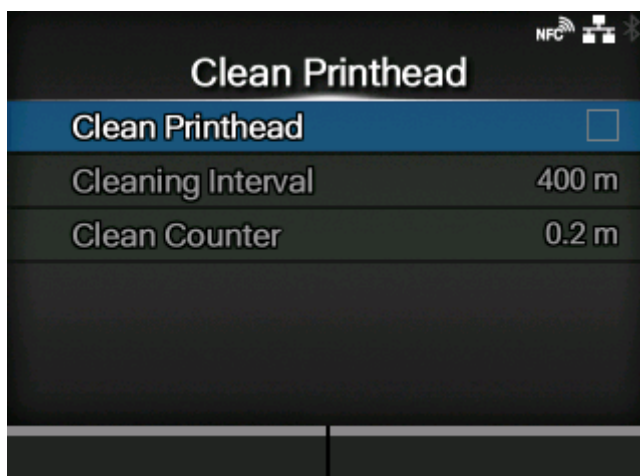 NFC
Clean Printhead
Clean Printhead
Cleaning Interval 400 m
Clean Counter 0.2 m